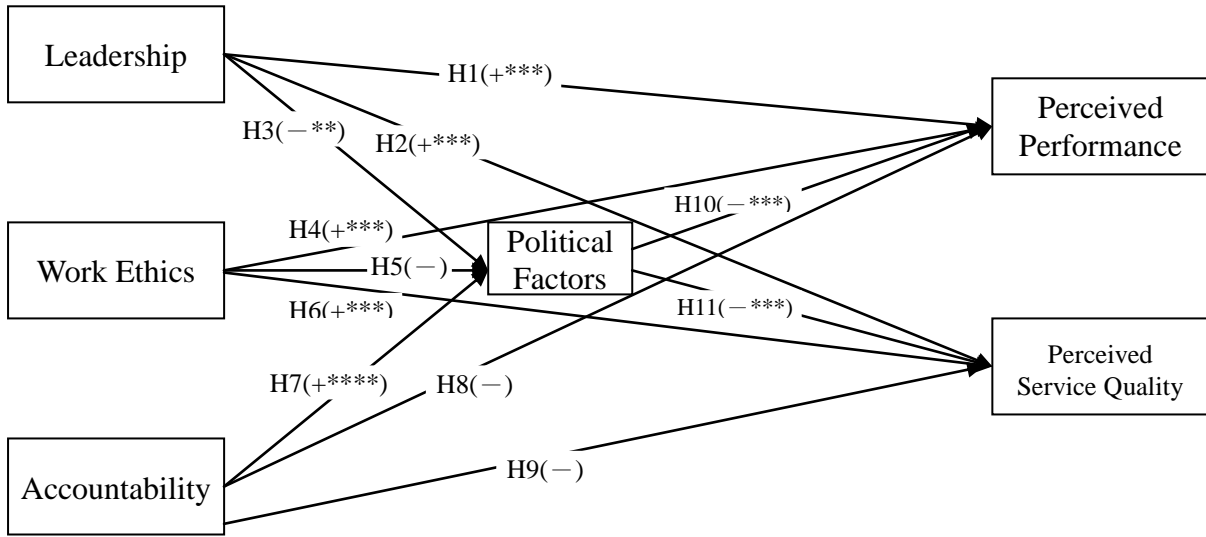 Leadership
H1(+***)
Perceived
Performance
H3(－**)
H2(+***)
H10(－***)
H4(+***)
Work Ethics
H5(－)
Political
Factors
H6(+***)
H11(－***)
Perceived
Service Quality
H7(+****)
H8(－)
Accountability
H9(－)